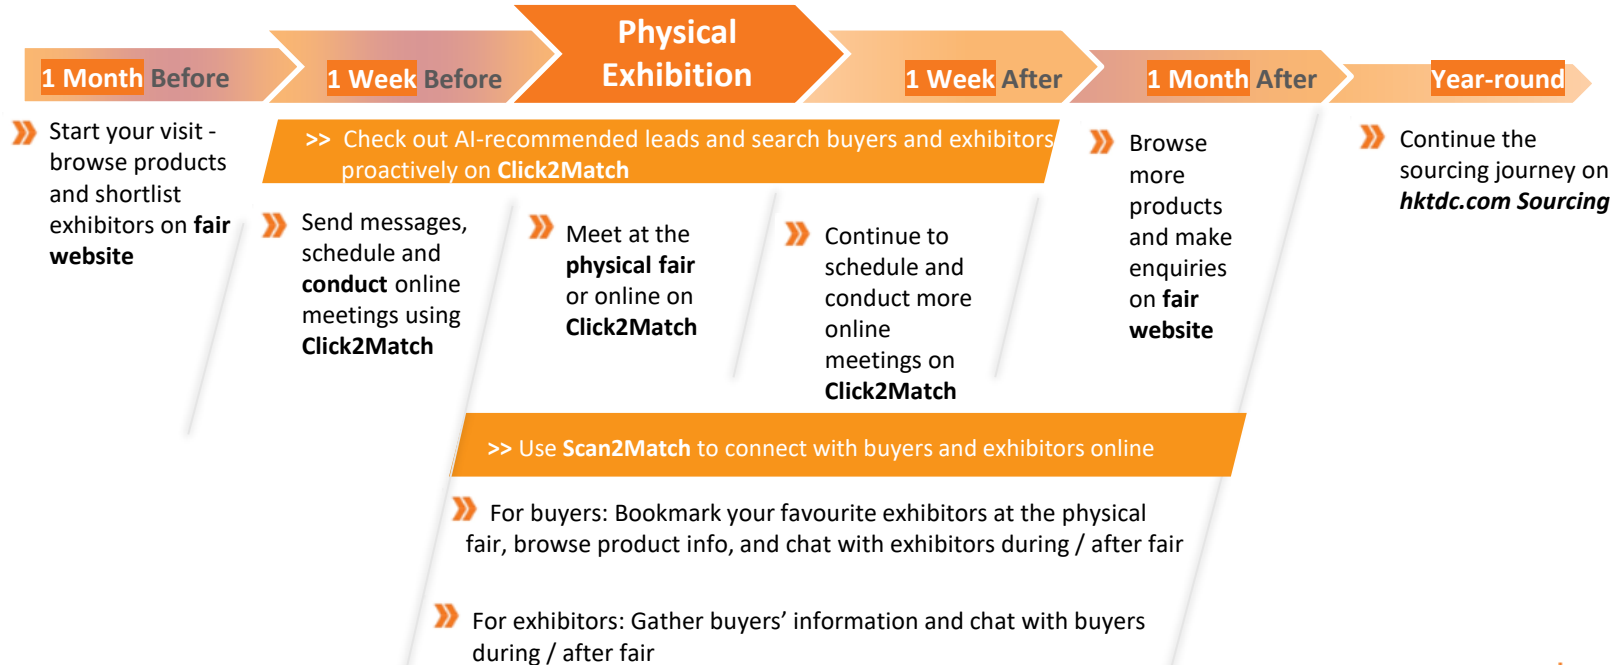 1 Month Before
1 Week Before
Physical
Exhibition
1 Week After
1 Month After
Year-round
Start your visit -
browse products
and shortlist
exhibitors on fair
website
>> Check out AI-recommended leads and search buyers and exhibitors
proactively on Click2Match
Send messages,
schedule and
conduct online
meetings using
Click2Match
Meet at the
physical fair
or online on
Click2Match
Continue to
schedule and
conduct more
online
meetings on
Click2Match
Browse
more
products
and make
enquiries
on fair
website
Continue the
sourcing journey on
hktdc.com Sourcing
>> Use Scan2Match to connect with buyers and exhibitors online
For buyers: Bookmark your favourite exhibitors at the physical
fair, browse product info, and chat with exhibitors during / after fair
For exhibitors: Gather buyers’ information and chat with buyers
during / after fair